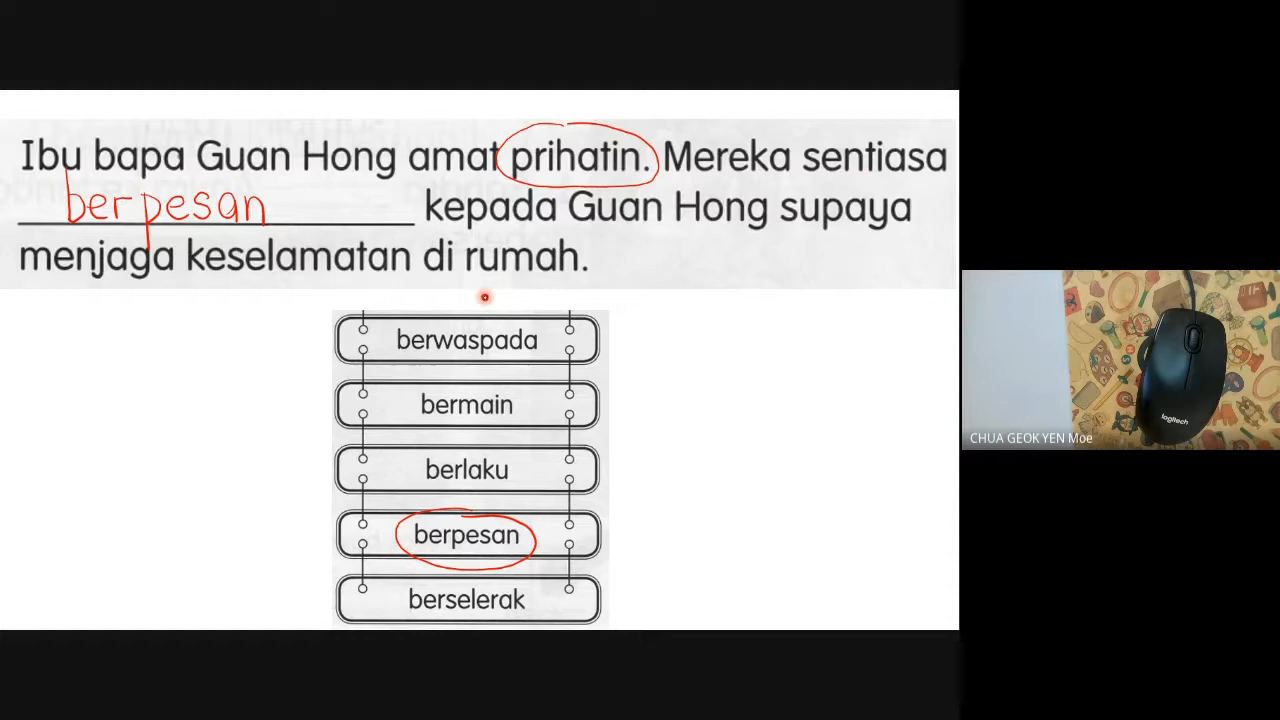 Ibu bapa Guan Hong amat prihatin. Mereka sentiasa
berpesan kepada Guan Hong supaya
menjaga keselamatan di rumah.
berwaspada
bermain
berlaku
berpesan
berselerak
logitech
CHUA GEOK YEN Moe